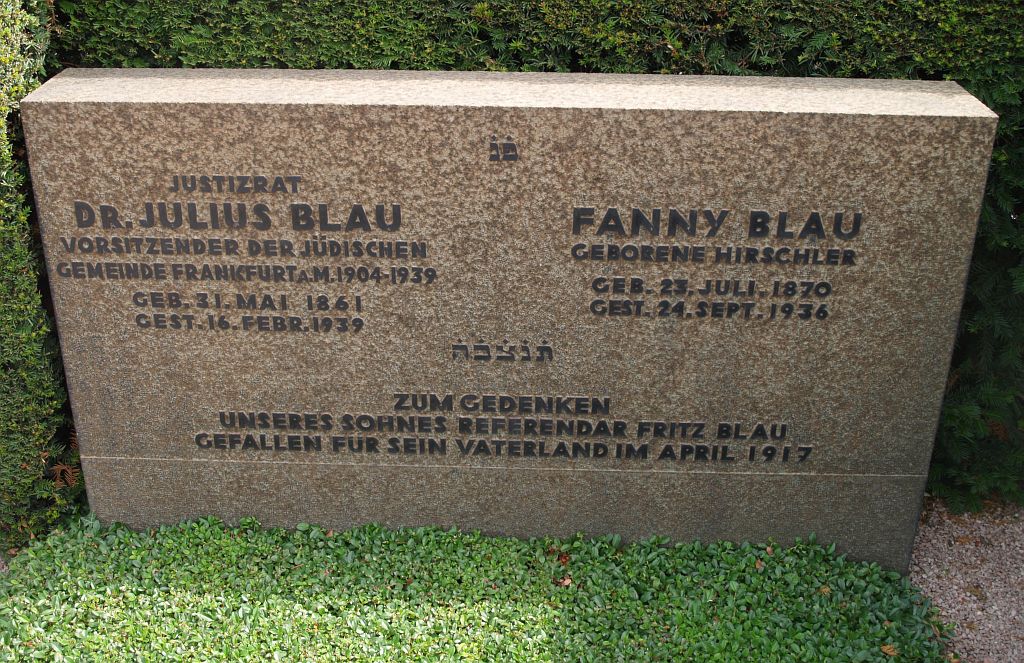 פ֗נ֗
JUSTIZRAT
DR. JULIUS BLAU
VORSITZENDER DER JÜDISCHEN
GEMEINDE FRANKFURT A. M. 1904-1939
GEB. 31. MAI. 1861
GEST. 16. FEBR. 1939
FANNY BLAU
GEBORENE HIRSCHLER
GEB. 23. JULI. 1870
GEST. 24. SEPT. 1936
ת֗נ֗צ֗ב֗ה֗
ZUM GEDENKEN
UNSERES SOHNES REFERENDAR FRITZ BLAU
GEFALLEN FÜR SEIN VATERLAND IM APRIL 1917